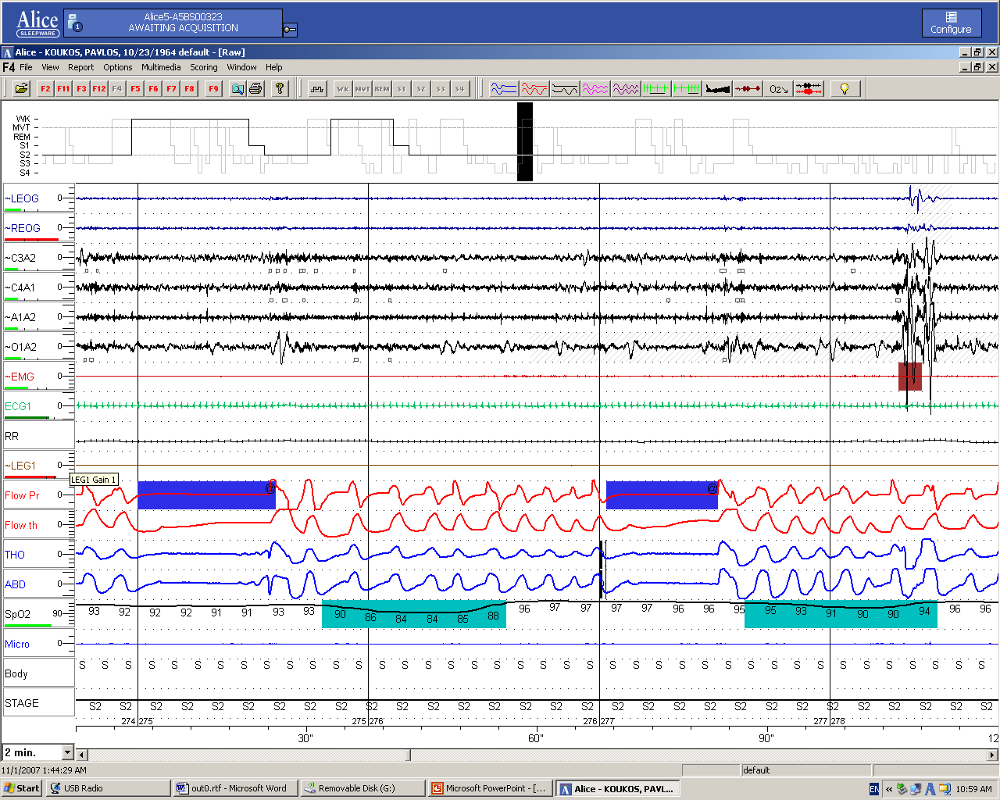 Alice
SLEEPWARE
1
Alice5-A5BS00323
AWAITING ACQUISITION
Configure
Alice - KOUKOS, PAVLOS, 10/23/1964 default - [Raw]
F4 File View Report Options Multimedia Scoring Window Help
F2 F11 F3 F12 F4 F5 F6 F7 F8 F9 ? Wk Mvt REM S1 S2 S3 S4 O2
WK
MVT
REM
S1
S2
S3
S4
~LEOG 0
~REOG 0
~C3A2 0
~C4A1 0
~A1A2 0
~O1A2 0
~EMG 0
ECG1 0
RR
~LEG1 0
LEG1 Gain 1
Flow Pr 0 @ @
Flow th 0
THO 0
ABD 0
SpO2 90 93 92 92 92 91 91 93 93 90 86 84 84 85 88 96 97 97 97 97 96 96 95 95 93 91 90 90 94 96 96
Micro 0
Body S S S S S S S S S S S S S S S S S S S S S S S S S S S S S S S S S S S S S S S S
STAGE S2 S2 S2 S2 S2 S2 S2 S2 S2 S2 S2 S2 S2 S2 S2 S2 S2 S2 S2 S2 S2 S2 S2 S2 S2 S2 S2 S2 S2 S2
274 275 275 276 276 277 277 278
30" 60" 90" 12
2 min.
11/1/2007 1:44:29 AM default
Start USB Radio out0.rtf - Microsoft Word Removable Disk (G:) Microsoft PowerPoint - [... Alice - KOUKOS, PAVL... EN « 10:59 AM